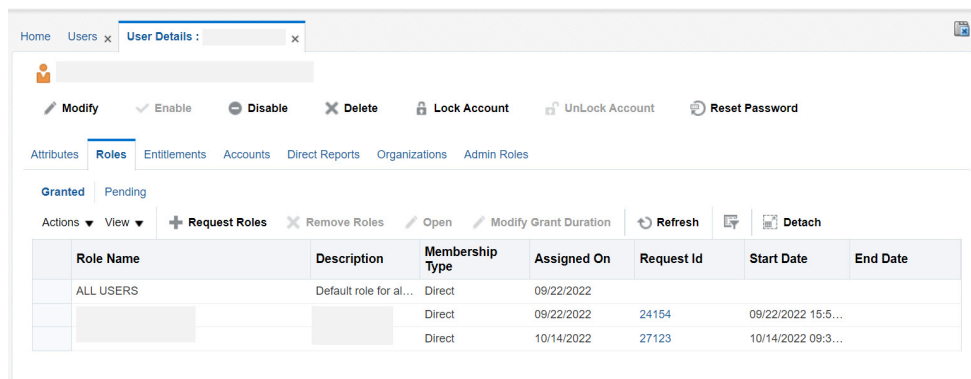 Home Users x User Details : x
Modify Enable Disable Delete Lock Account UnLock Account Reset Password
Attributes Roles Entitlements Accounts Direct Reports Organizations Admin Roles
Granted Pending
Actions View Request Roles Remove Roles Open Modify Grant Duration Refresh Detach
Role Name Description Membership Type Assigned On Request Id Start Date End Date
ALL USERS Default role for al... Direct 09/22/2022
Direct 09/22/2022 24154 09/22/2022 15:5...
Direct 10/14/2022 27123 10/14/2022 09:3...